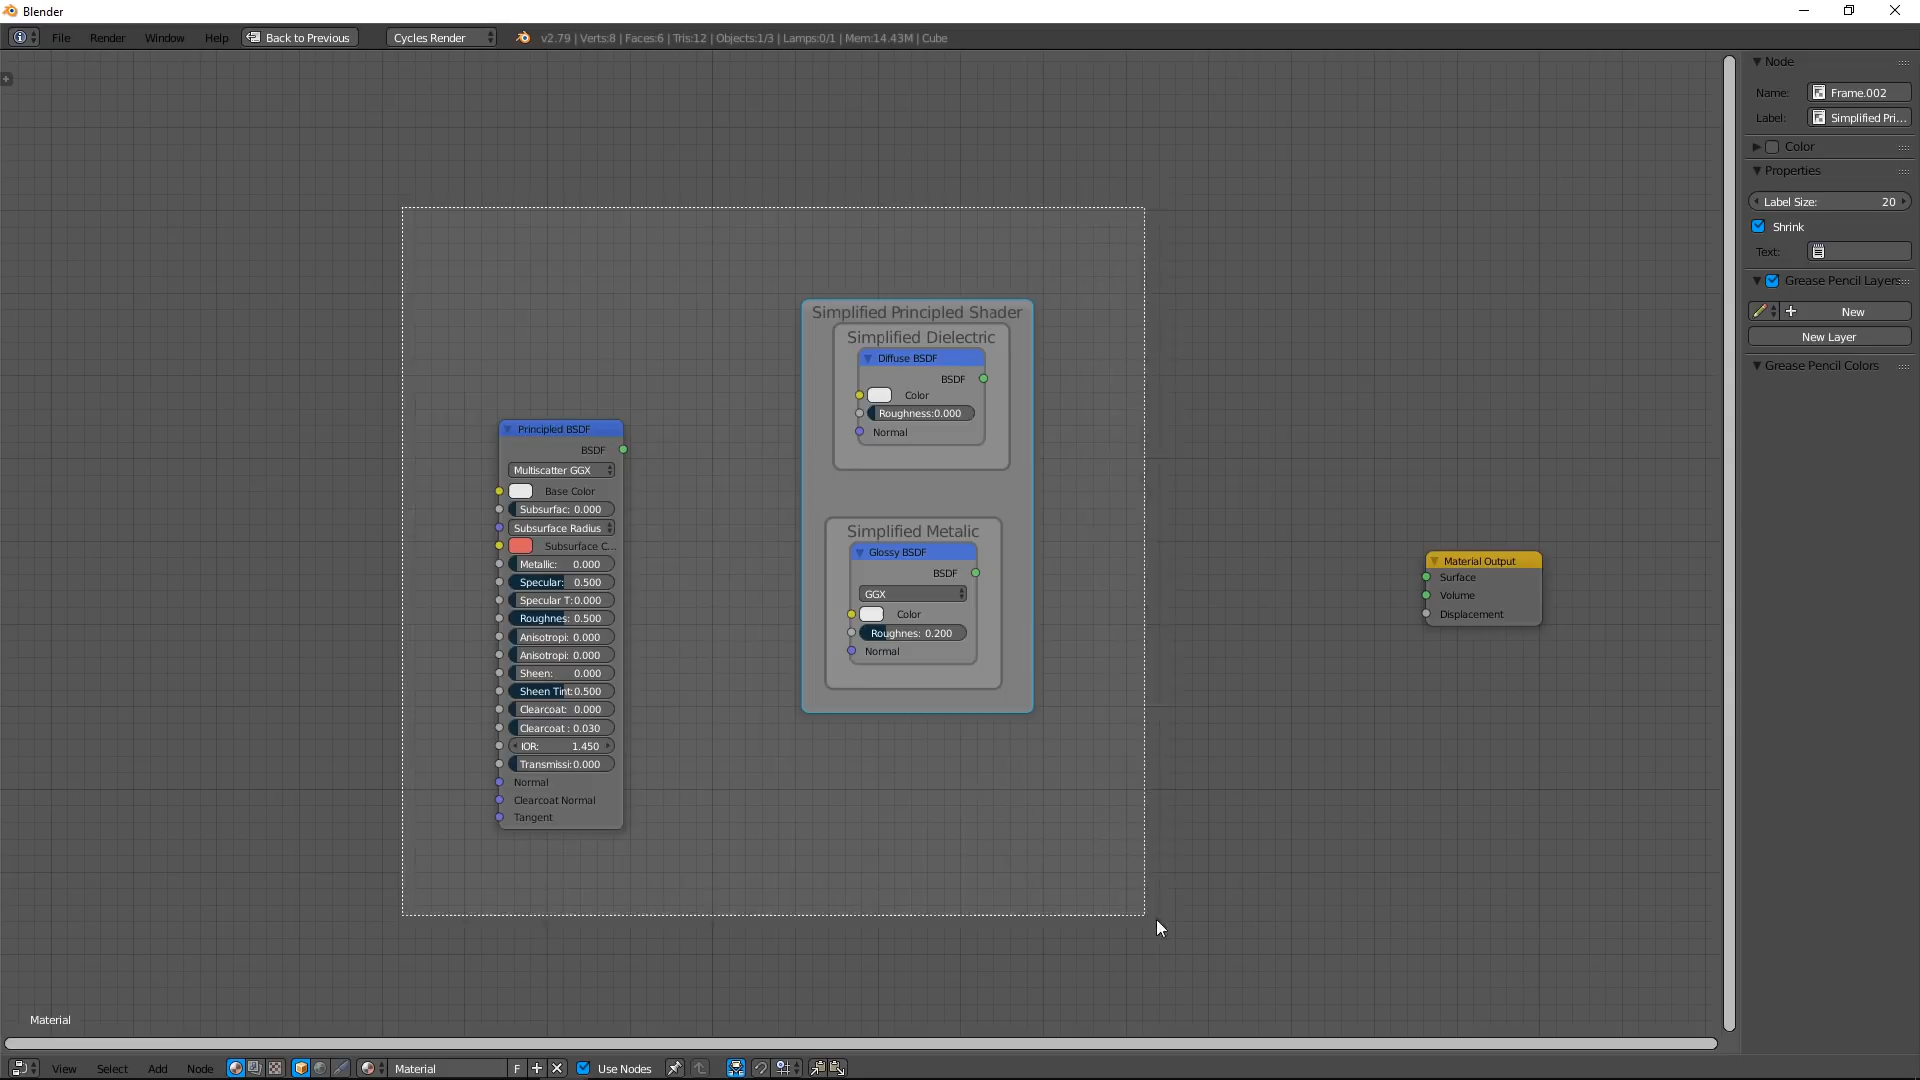 Blender
File Render Window Help Back to Previous Cycles Render v2.79 | Verts:8 | Faces:6 | Tris:12 | Objects:1/3 | Lamps:0/1 | Mem:14.43M | Cube
Node
Name: Frame.002
Label: Simplified Pri...
Color
Properties
Label Size: 20
Shrink
Text:
Grease Pencil Layers
New
New Layer
Grease Pencil Colors
Simplified Principled Shader
Simplified Dielectric
Diffuse BSDF
BSDF
Color
Roughness:0.000
Normal
Simplified Metalic
Glossy BSDF
BSDF
GGX
Color
Roughnes: 0.200
Normal
Principled BSDF
BSDF
Multiscatter GGX
Base Color
Subsurfac: 0.000
Subsurface Radius
Subsurface C...
Metallic: 0.000
Specular: 0.500
Specular T:0.000
Roughnes: 0.500
Anisotropi: 0.000
Anisotropi: 0.000
Sheen: 0.000
Sheen Tint:0.500
Clearcoat: 0.000
Clearcoat : 0.030
IOR: 1.450
Transmissi:0.000
Normal
Clearcoat Normal
Tangent
Material Output
Surface
Volume
Displacement
Material
View Select Add Node Material F Use Nodes